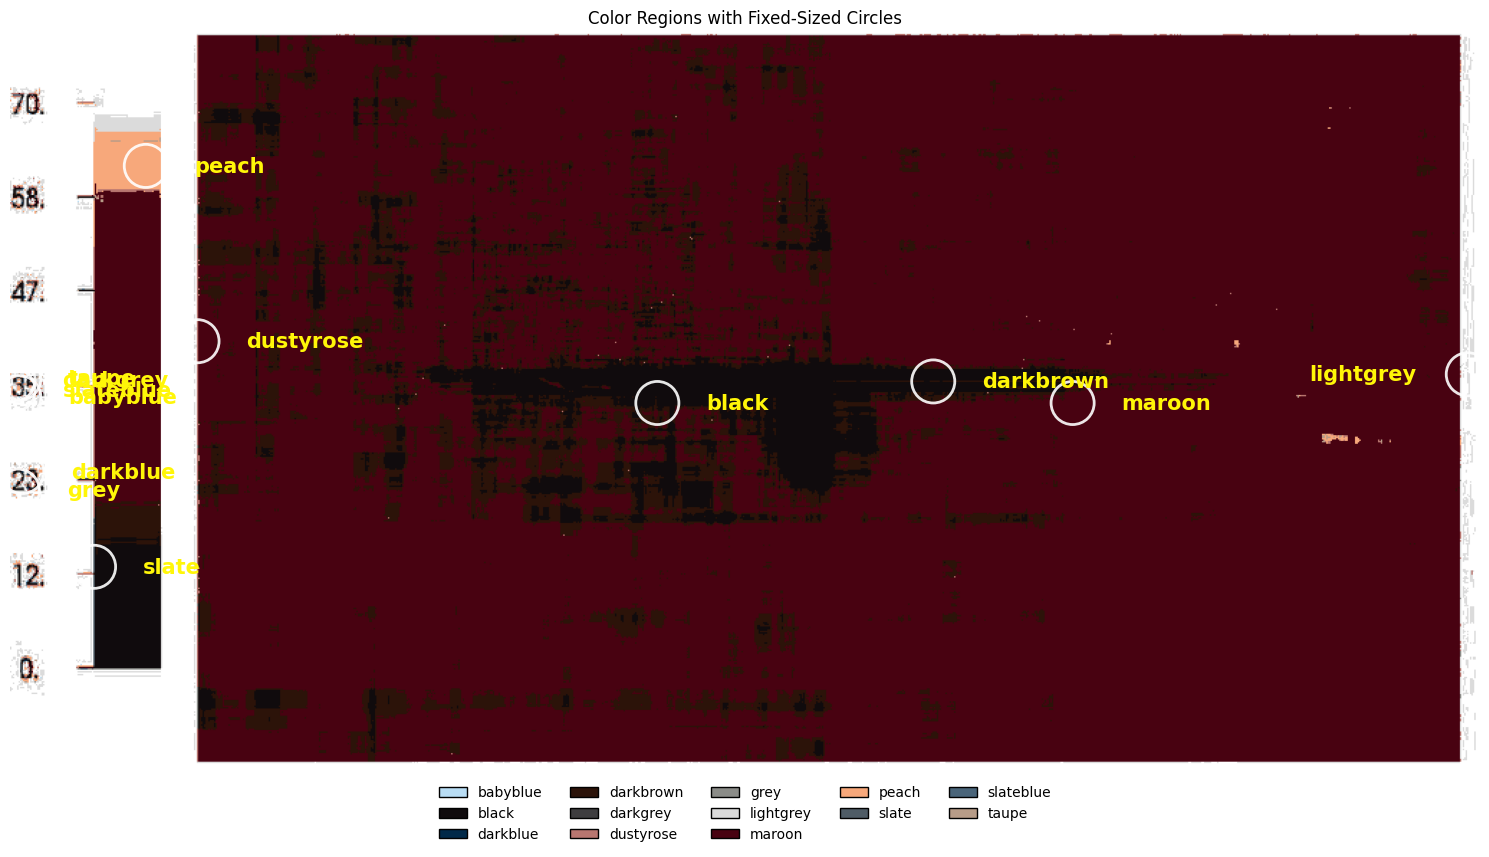 Color Regions with Fixed-Sized Circles
70.
peach
58.
47.
dustyrose
lightgrey
darkbrown
babyblue
black
maroon
darkblue
23.
grey
12.
slate
0.
babyblue
darkbrown
grey
peach
slateblue
black
darkgrey
lightgrey
slate
taupe
darkblue
dustyrose
maroon